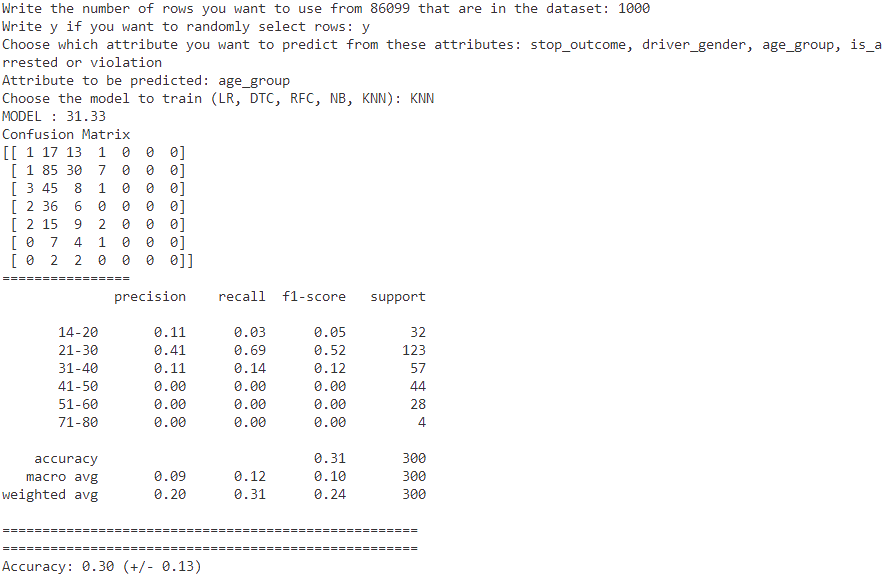 Write the number of rows you want to use from 86099 that are in the dataset: 1000
Write y if you want to randomly select rows: y
Choose which attribute you want to predict from these attributes: stop_outcome, driver_gender, age_group, is_a
rrested or violation
Attribute to be predicted: age_group
Choose the model to train (LR, DTC, RFC, NB, KNN): KNN
MODEL : 31.33
Confusion Matrix
[[ 1 17 13  1  0  0  0]
 [ 1 85 30  7  0  0  0]
 [ 3 45  8  1  0  0  0]
 [ 2 36  6  0  0  0  0]
 [ 2 15  9  2  0  0  0]
 [ 0  7  4  1  0  0  0]
 [ 0  2  2  0  0  0  0]]
================
              precision    recall  f1-score   support

       14-20       0.11      0.03      0.05        32
       21-30       0.41      0.69      0.52       123
       31-40       0.11      0.14      0.12        57
       41-50       0.00      0.00      0.00        44
       51-60       0.00      0.00      0.00        28
       71-80       0.00      0.00      0.00         4

    accuracy                           0.31       300
   macro avg       0.09      0.12      0.10       300
weighted avg       0.20      0.31      0.24       300

====================================================
====================================================
Accuracy: 0.30 (+/- 0.13)